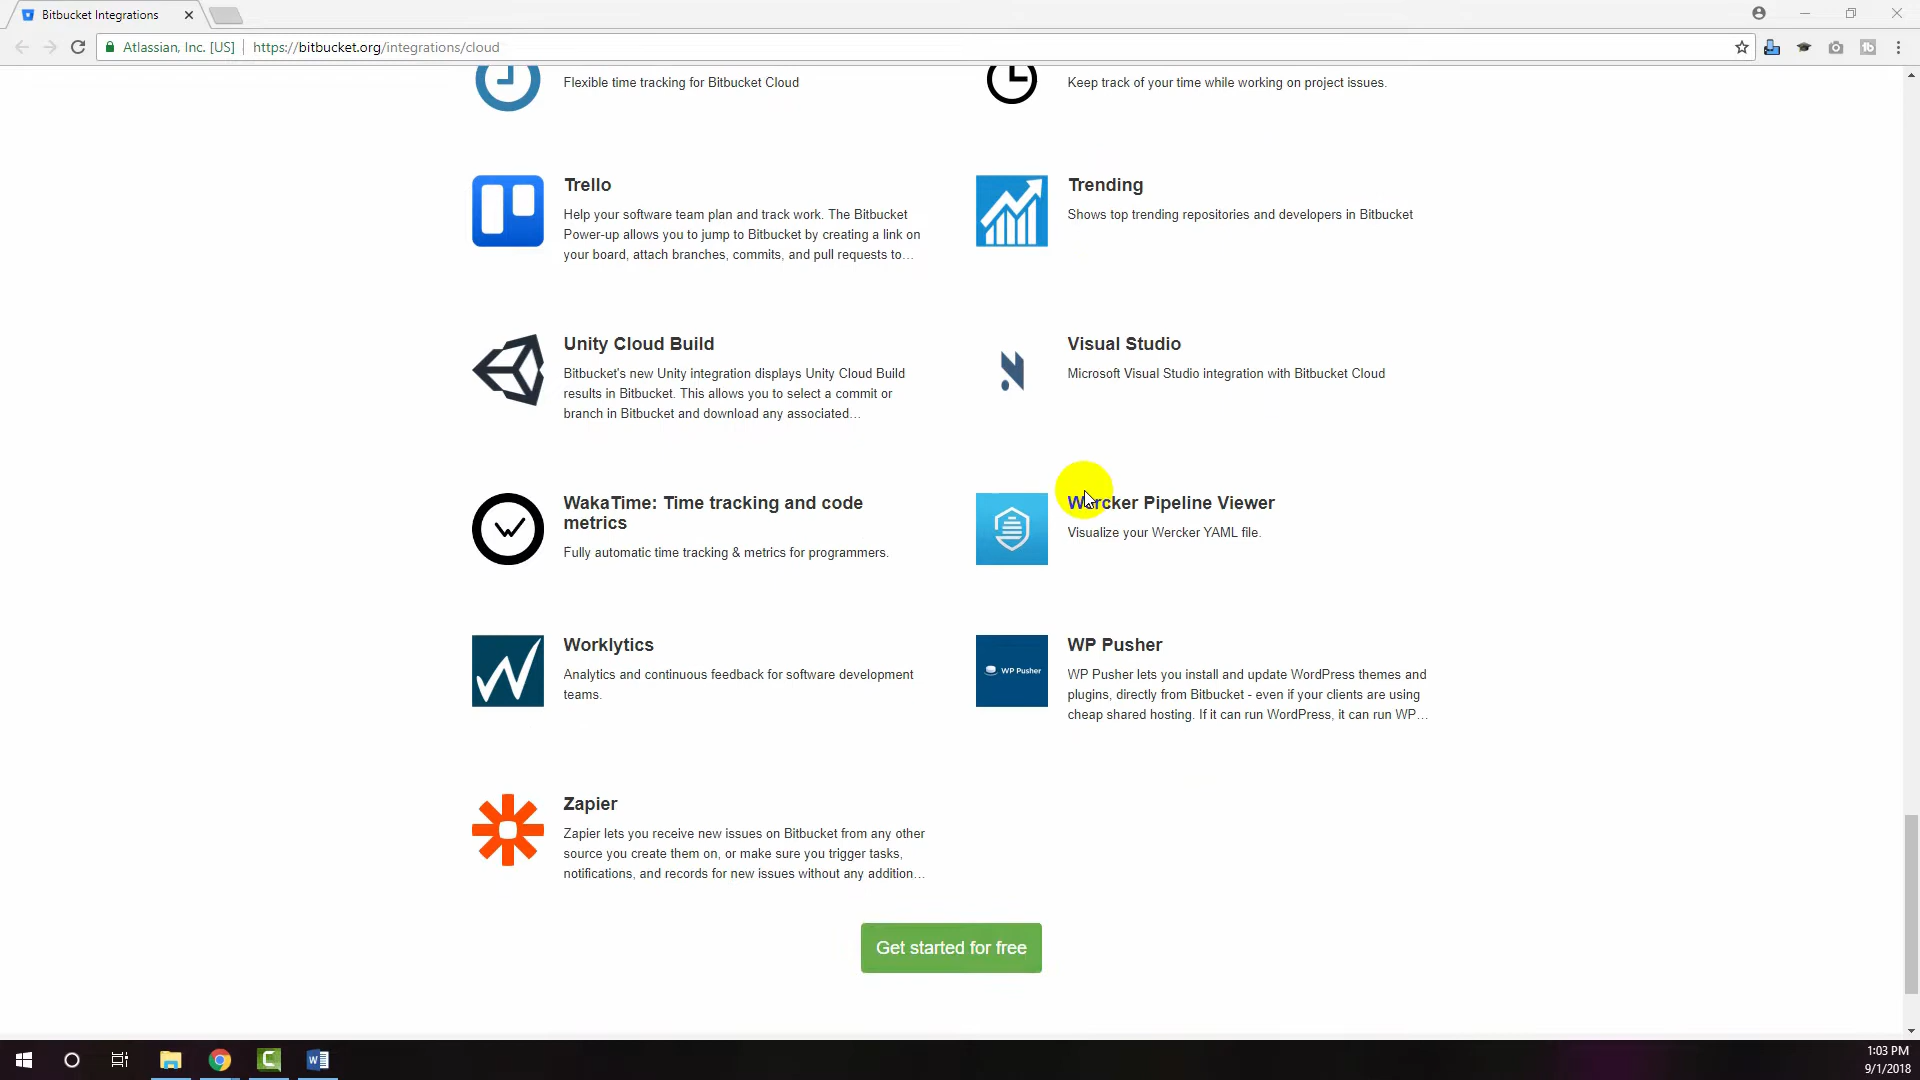 Bitbucket Integrations
Atlassian, Inc. [US]
https://bitbucket.org/integrations/cloud
Flexible time tracking for Bitbucket Cloud
Keep track of your time while working on project issues.
Trello
Help your software team plan and track work. The Bitbucket
Power-up allows you to jump to Bitbucket by creating a link on
your board, attach branches, commits, and pull requests to...
Trending
Shows top trending repositories and developers in Bitbucket
Unity Cloud Build
Bitbucket's new Unity integration displays Unity Cloud Build
results in Bitbucket. This allows you to select a commit or
branch in Bitbucket and download any associated...
Visual Studio
Microsoft Visual Studio integration with Bitbucket Cloud
WakaTime: Time tracking and code
metrics
Fully automatic time tracking & metrics for programmers.
Wercker Pipeline Viewer
Visualize your Wercker YAML file.
Worklytics
Analytics and continuous feedback for software development
teams.
WP Pusher
WP Pusher
WP Pusher lets you install and update WordPress themes and
plugins, directly from Bitbucket - even if your clients are using
cheap shared hosting. If it can run WordPress, it can run WP...
Zapier
Zapier lets you receive new issues on Bitbucket from any other
source you create them on, or make sure you trigger tasks,
notifications, and records for new issues without any addition...
Get started for free
1:03 PM
9/1/2018